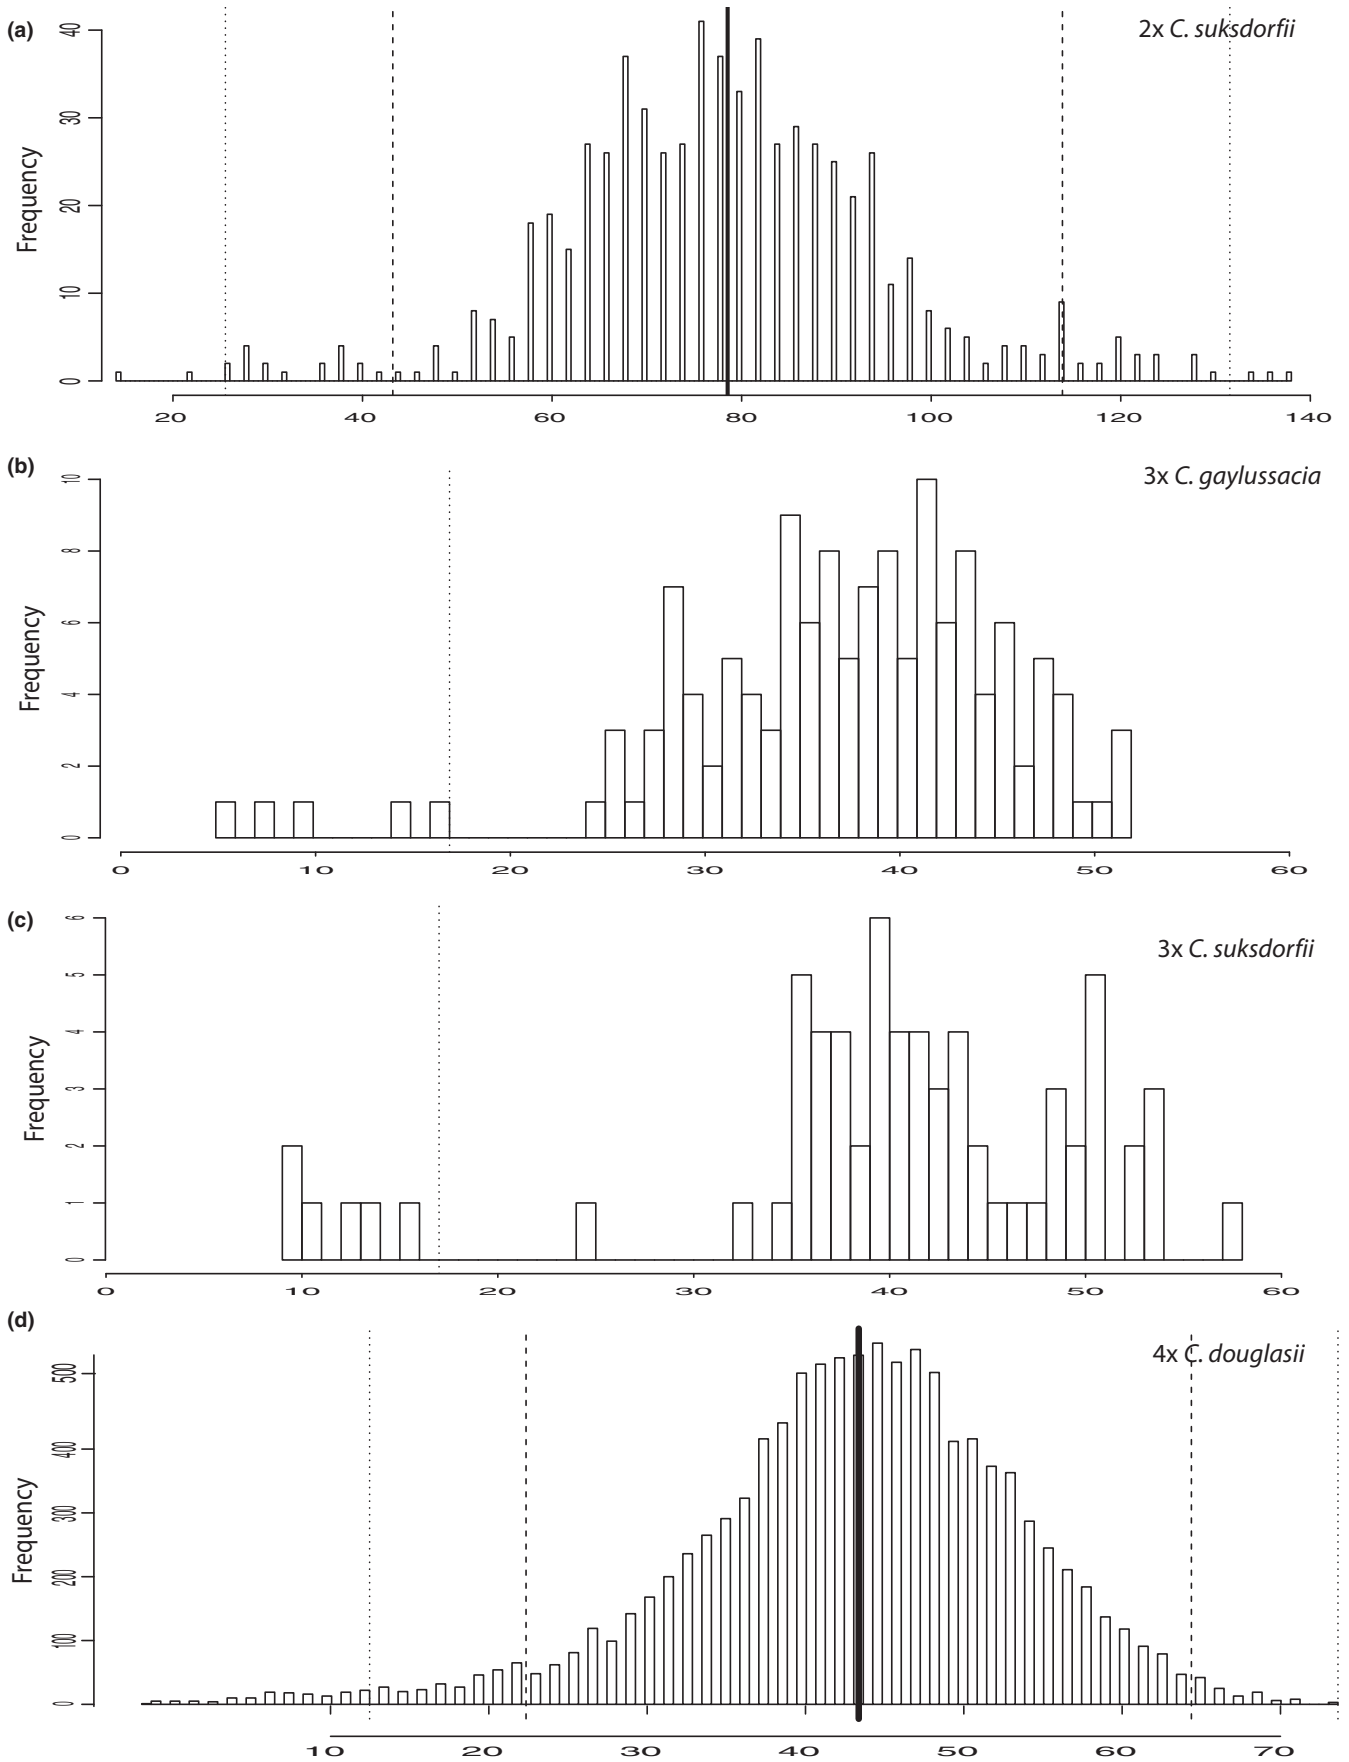 (a)
2x C. suksdorfii
Frequency
0 10 20 30 40
20 40 60 80 100 120 140
(b)
3x C. gaylussacia
Frequency
0 2 4 6 8 10
0 10 20 30 40 50 60
(c)
3x C. suksdorfii
Frequency
0 1 2 3 4 5 6
0 10 20 30 40 50 60
(d)
4x C. douglasii
Frequency
0 100 200 300 400 500
10 20 30 40 50 60 70